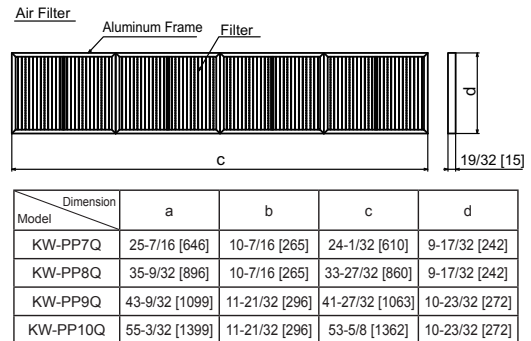 Air Filter
Aluminum Frame
Filter
d
c
19/32 [15]
Dimension
Model
a b c d
KW-PP7Q 25-7/16 [646] 10-7/16 [265] 24-1/32 [610] 9-17/32 [242]
KW-PP8Q 35-9/32 [896] 10-7/16 [265] 33-27/32 [860] 9-17/32 [242]
KW-PP9Q 43-9/32 [1099] 11-21/32 [296] 41-27/32 [1063] 10-23/32 [272]
KW-PP10Q 55-3/32 [1399] 11-21/32 [296] 53-5/8 [1362] 10-23/32 [272]